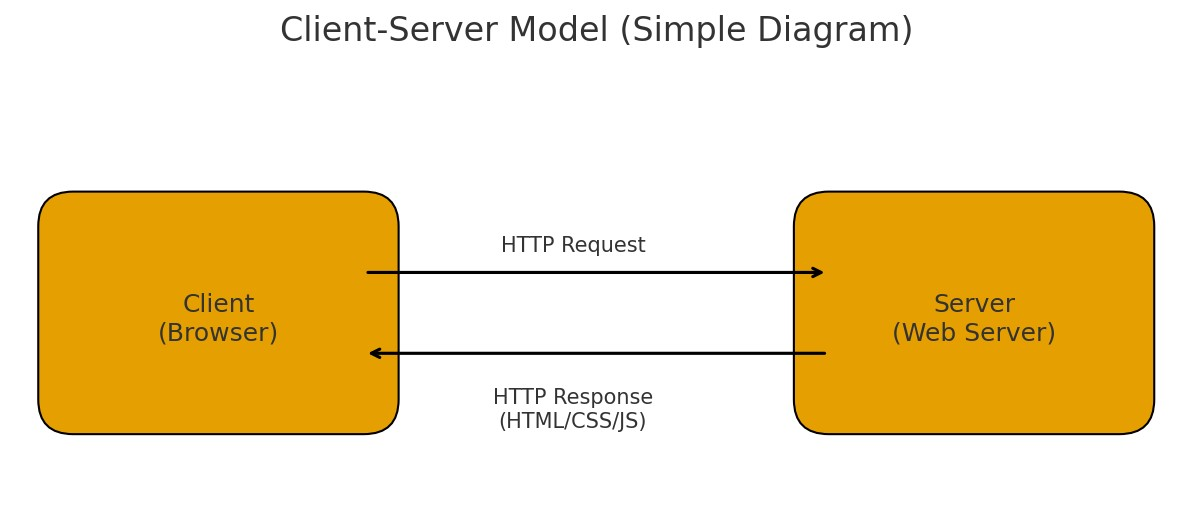 Client-Server Model (Simple Diagram)
HTTP Request
Client
(Browser)
Server
(Web Server)
HTTP Response
(HTML/CSS/JS)